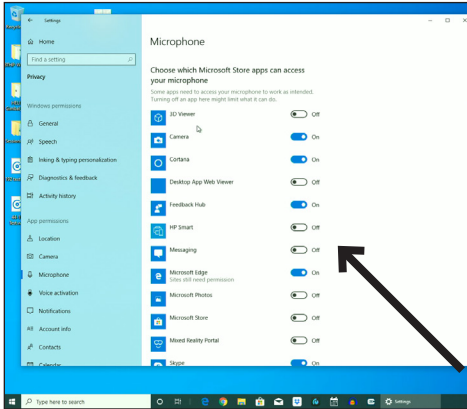 Settings
Home
Find a setting
Privacy
Windows permissions
General
Speech
Inking & typing personalization
Diagnostics & feedback
Activity history
App permissions
Location
Camera
Microphone
Voice activation
Notifications
Account info
Contacts
Calendar
Microphone
Choose which Microsoft Store apps can access
your microphone
Some apps need to access your microphone to work as intended.
Turning off an app here might limit what it can do.
3D Viewer Off
Camera On
Cortana On
Desktop App Web Viewer Off
Feedback Hub On
HP Smart Off
Messaging Off
Microsoft Edge On
Sites still need permission
Microsoft Photos Off
Microsoft Store Off
Mixed Reality Portal Off
Skype On
Type here to search
Settings